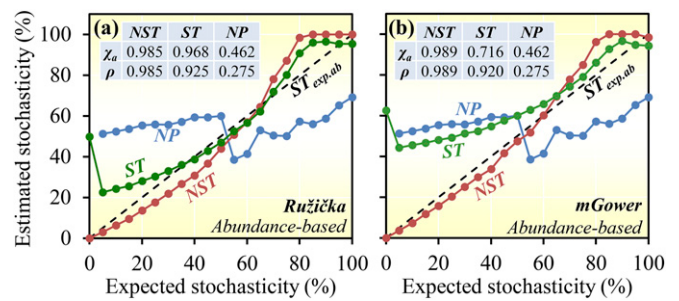 (a)
NST ST NP
χa 0.985 0.968 0.462
ρ 0.985 0.925 0.275
Estimated stochasticity (%)
100
80
60
40
20
0
NP
ST
NST
STexp.ab
Ružička
Abundance-based
0 20 40 60 80 100
Expected stochasticity (%)
(b)
NST ST NP
χa 0.989 0.716 0.462
ρ 0.989 0.920 0.275
NP
ST
NST
STexp.ab
mGower
Abundance-based
0 20 40 60 80 100
Expected stochasticity (%)